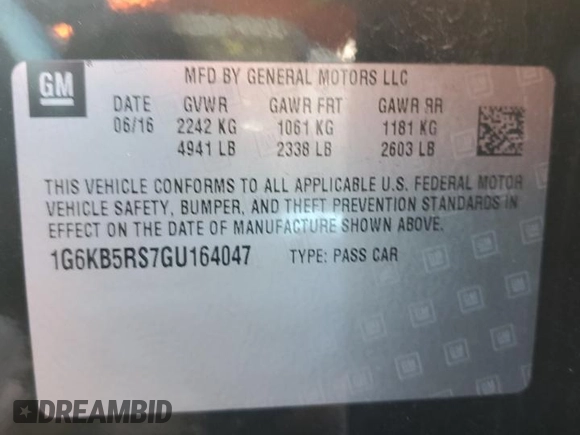 GM
MFD BY GENERAL MOTORS LLC
DATE GVWR GAWR FRT GAWR RR
06/16 2242 KG 1061 KG 1181 KG
4941 LB 2338 LB 2603 LB
THIS VEHICLE CONFORMS TO ALL APPLICABLE U.S. FEDERAL MOTOR
VEHICLE SAFETY, BUMPER, AND THEFT PREVENTION STANDARDS IN
EFFECT ON THE DATE OF MANUFACTURE SHOWN ABOVE.
1G6KB5RS7GU164047 TYPE: PASS CAR
DREAMBID